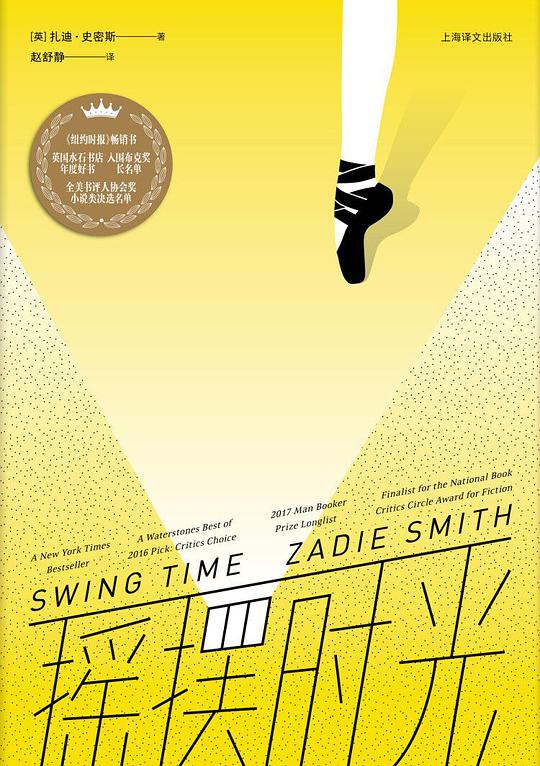 [英] 扎迪·史密斯——著
赵舒静——译
上海译文出版社
《纽约时报》畅销书
英国水石书店 入围布克奖
年度好书 长名单
全美书评人协会奖
小说类决选名单
A New York Times
Bestseller
A Waterstones Best of
2016 Pick: Critics Choice
2017 Man Booker
Prize Longlist
Finalist for the National Book
Critics Circle Award for Fiction
SWING TIME ZADIE SMITH
摇摆时光